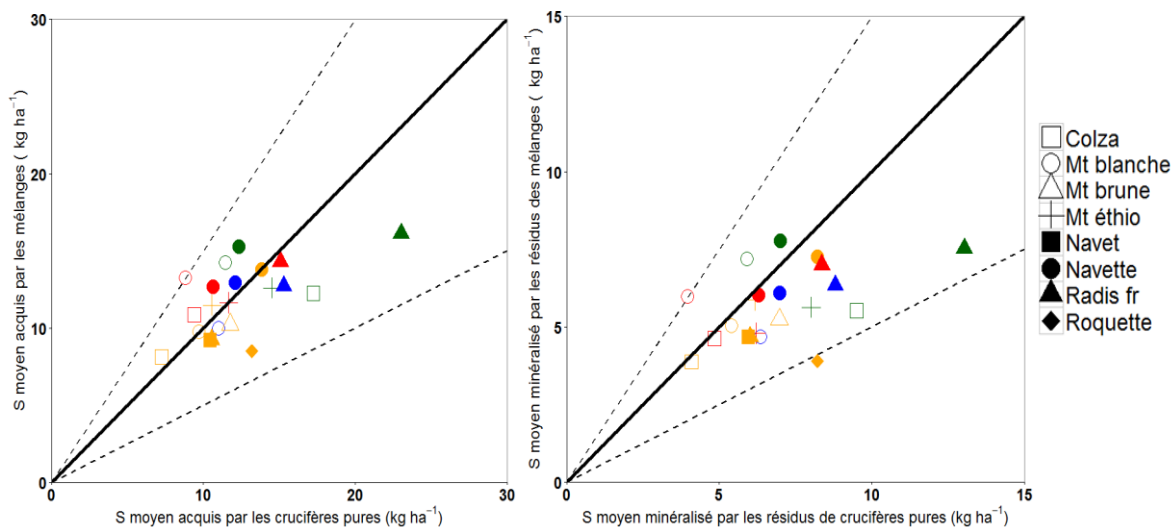 30
20
10
0
S moyen acquis par les mélanges ( kg ha⁻¹)
0
10
20
30
S moyen acquis par les crucifères pures (kg ha⁻¹)
15
10
5
0
S moyen minéralisé par les résidus des mélanges ( kg ha⁻¹)
0
5
10
15
S moyen minéralisé par les résidus de crucifères pures (kg ha⁻¹)
Colza
Mt blanche
Mt brune
Mt éthio
Navet
Navette
Radis fr
Roquette